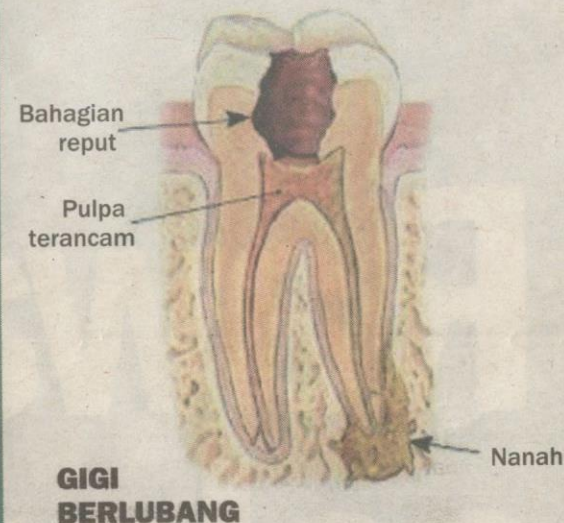 Bahagian
reput
Pulpa
terancam
Nanah
GIGI
BERLUBANG